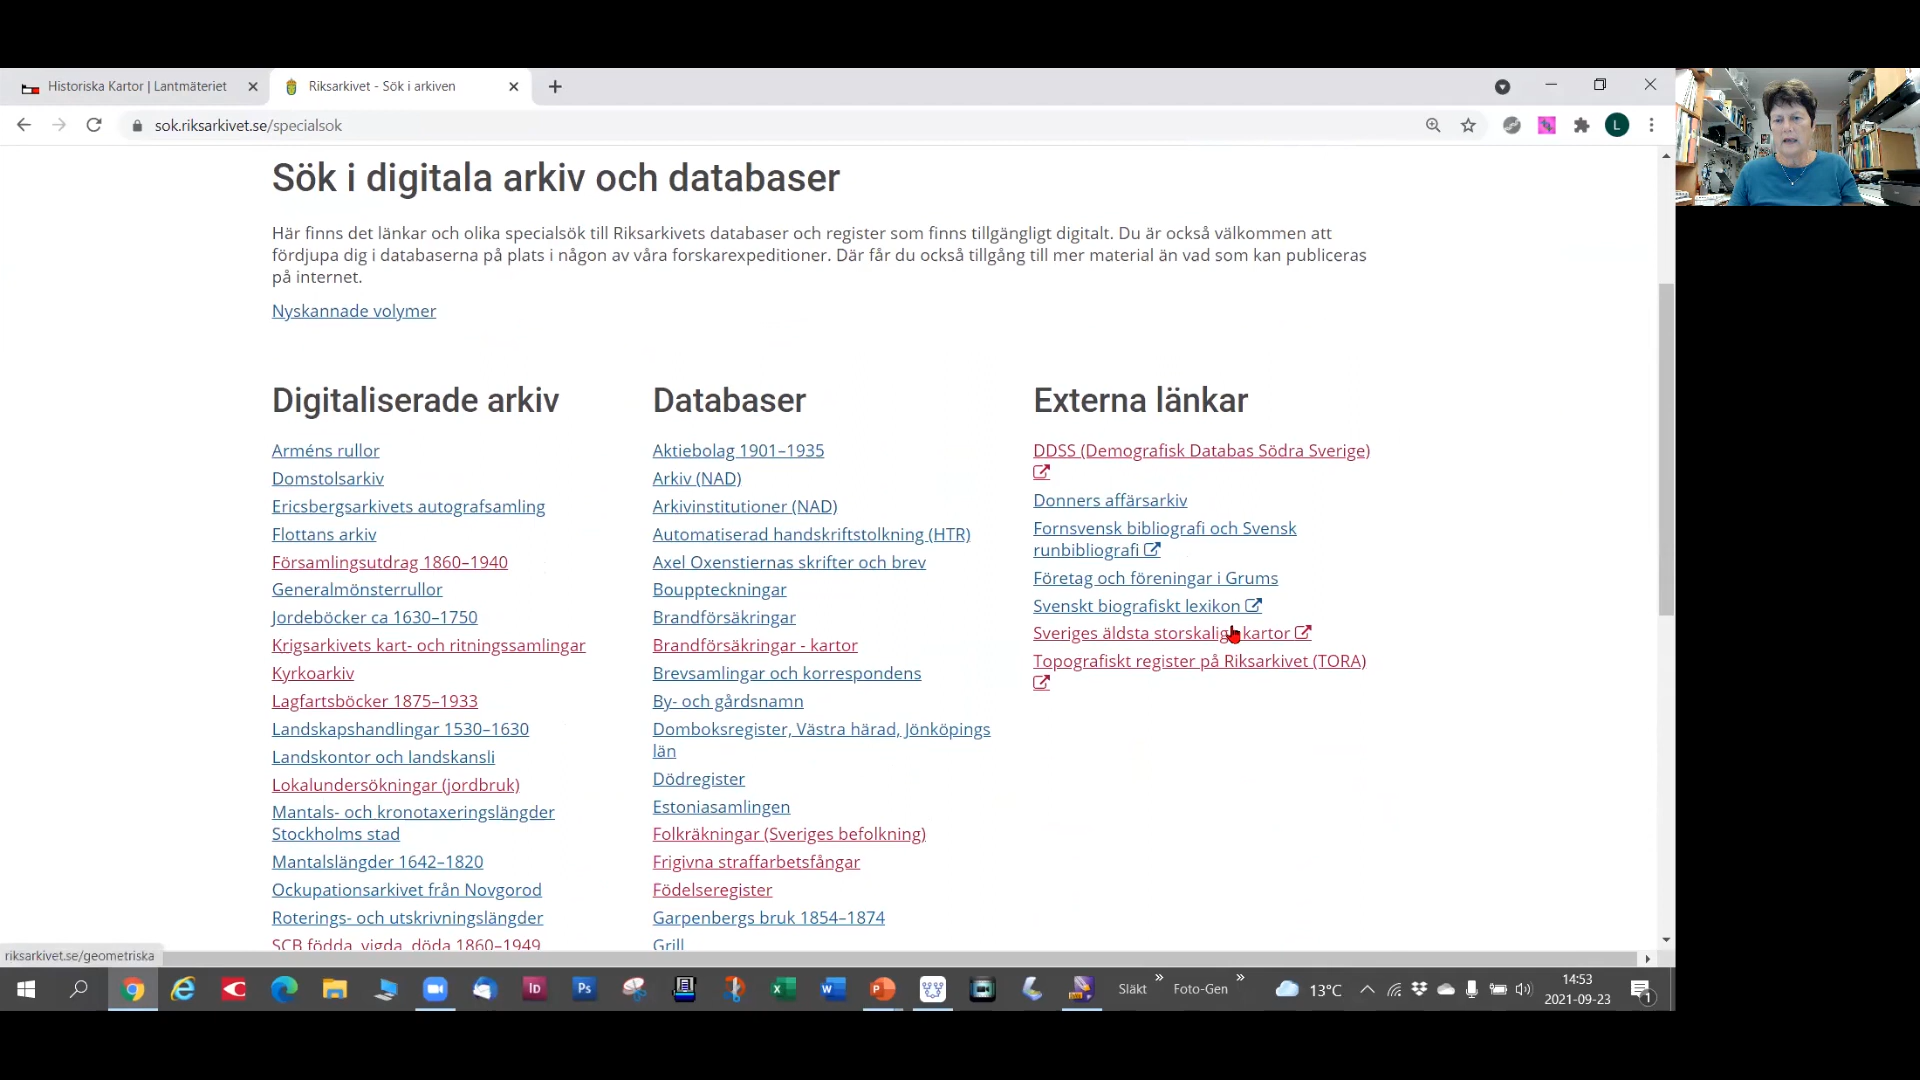 Historiska Kartor | Lantmäteriet
Riksarkivet - Sök i arkiven
sok.riksarkivet.se/specialsok
L
Sök i digitala arkiv och databaser
Här finns det länkar och olika specialsök till Riksarkivets databaser och register som finns tillgängligt digitalt. Du är också välkommen att
fördjupa dig i databaserna på plats i någon av våra forskarexpeditioner. Där får du också tillgång till mer material än vad som kan publiceras
på internet.
Nyskannade volymer
Digitaliserade arkiv
Arméns rullor
Domstolsarkiv
Ericsbergsarkivets autografsamling
Flottans arkiv
Församlingsutdrag 1860–1940
Generalmönsterrullor
Jordeböcker ca 1630–1750
Krigsarkivets kart- och ritningssamlingar
Kyrkoarkiv
Lagfartsböcker 1875–1933
Landskapshandlingar 1530–1630
Landskontor och landskansli
Lokalundersökningar (jordbruk)
Mantals- och kronotaxeringslängder
Stockholms stad
Mantalslängder 1642–1820
Ockupationsarkivet från Novgorod
Roterings- och utskrivningslängder
SCB födda, vigda, döda 1860–1949
Databaser
Aktiebolag 1901–1935
Arkiv (NAD)
Arkivinstitutioner (NAD)
Automatiserad handskriftstolkning (HTR)
Axel Oxenstiernas skrifter och brev
Bouppteckningar
Brandförsäkringar
Brandförsäkringar - kartor
Brevsamlingar och korrespondens
By- och gårdsnamn
Domboksregister, Västra härad, Jönköpings
län
Dödregister
Estoniasamlingen
Folkräkningar (Sveriges befolkning)
Frigivna straffarbetsfångar
Födelseregister
Garpenbergs bruk 1854–1874
Grill
Externa länkar
DDSS (Demografisk Databas Södra Sverige)
Donners affärsarkiv
Fornsvensk bibliografi och Svensk
runbibliografi
Företag och föreningar i Grums
Svenskt biografiskt lexikon
Sveriges äldsta storskaliga kartor
Topografiskt register på Riksarkivet (TORA)
riksarkivet.se/geometriska
Id
Ps
Släkt
Foto-Gen
13°C
14:53
2021-09-23
1